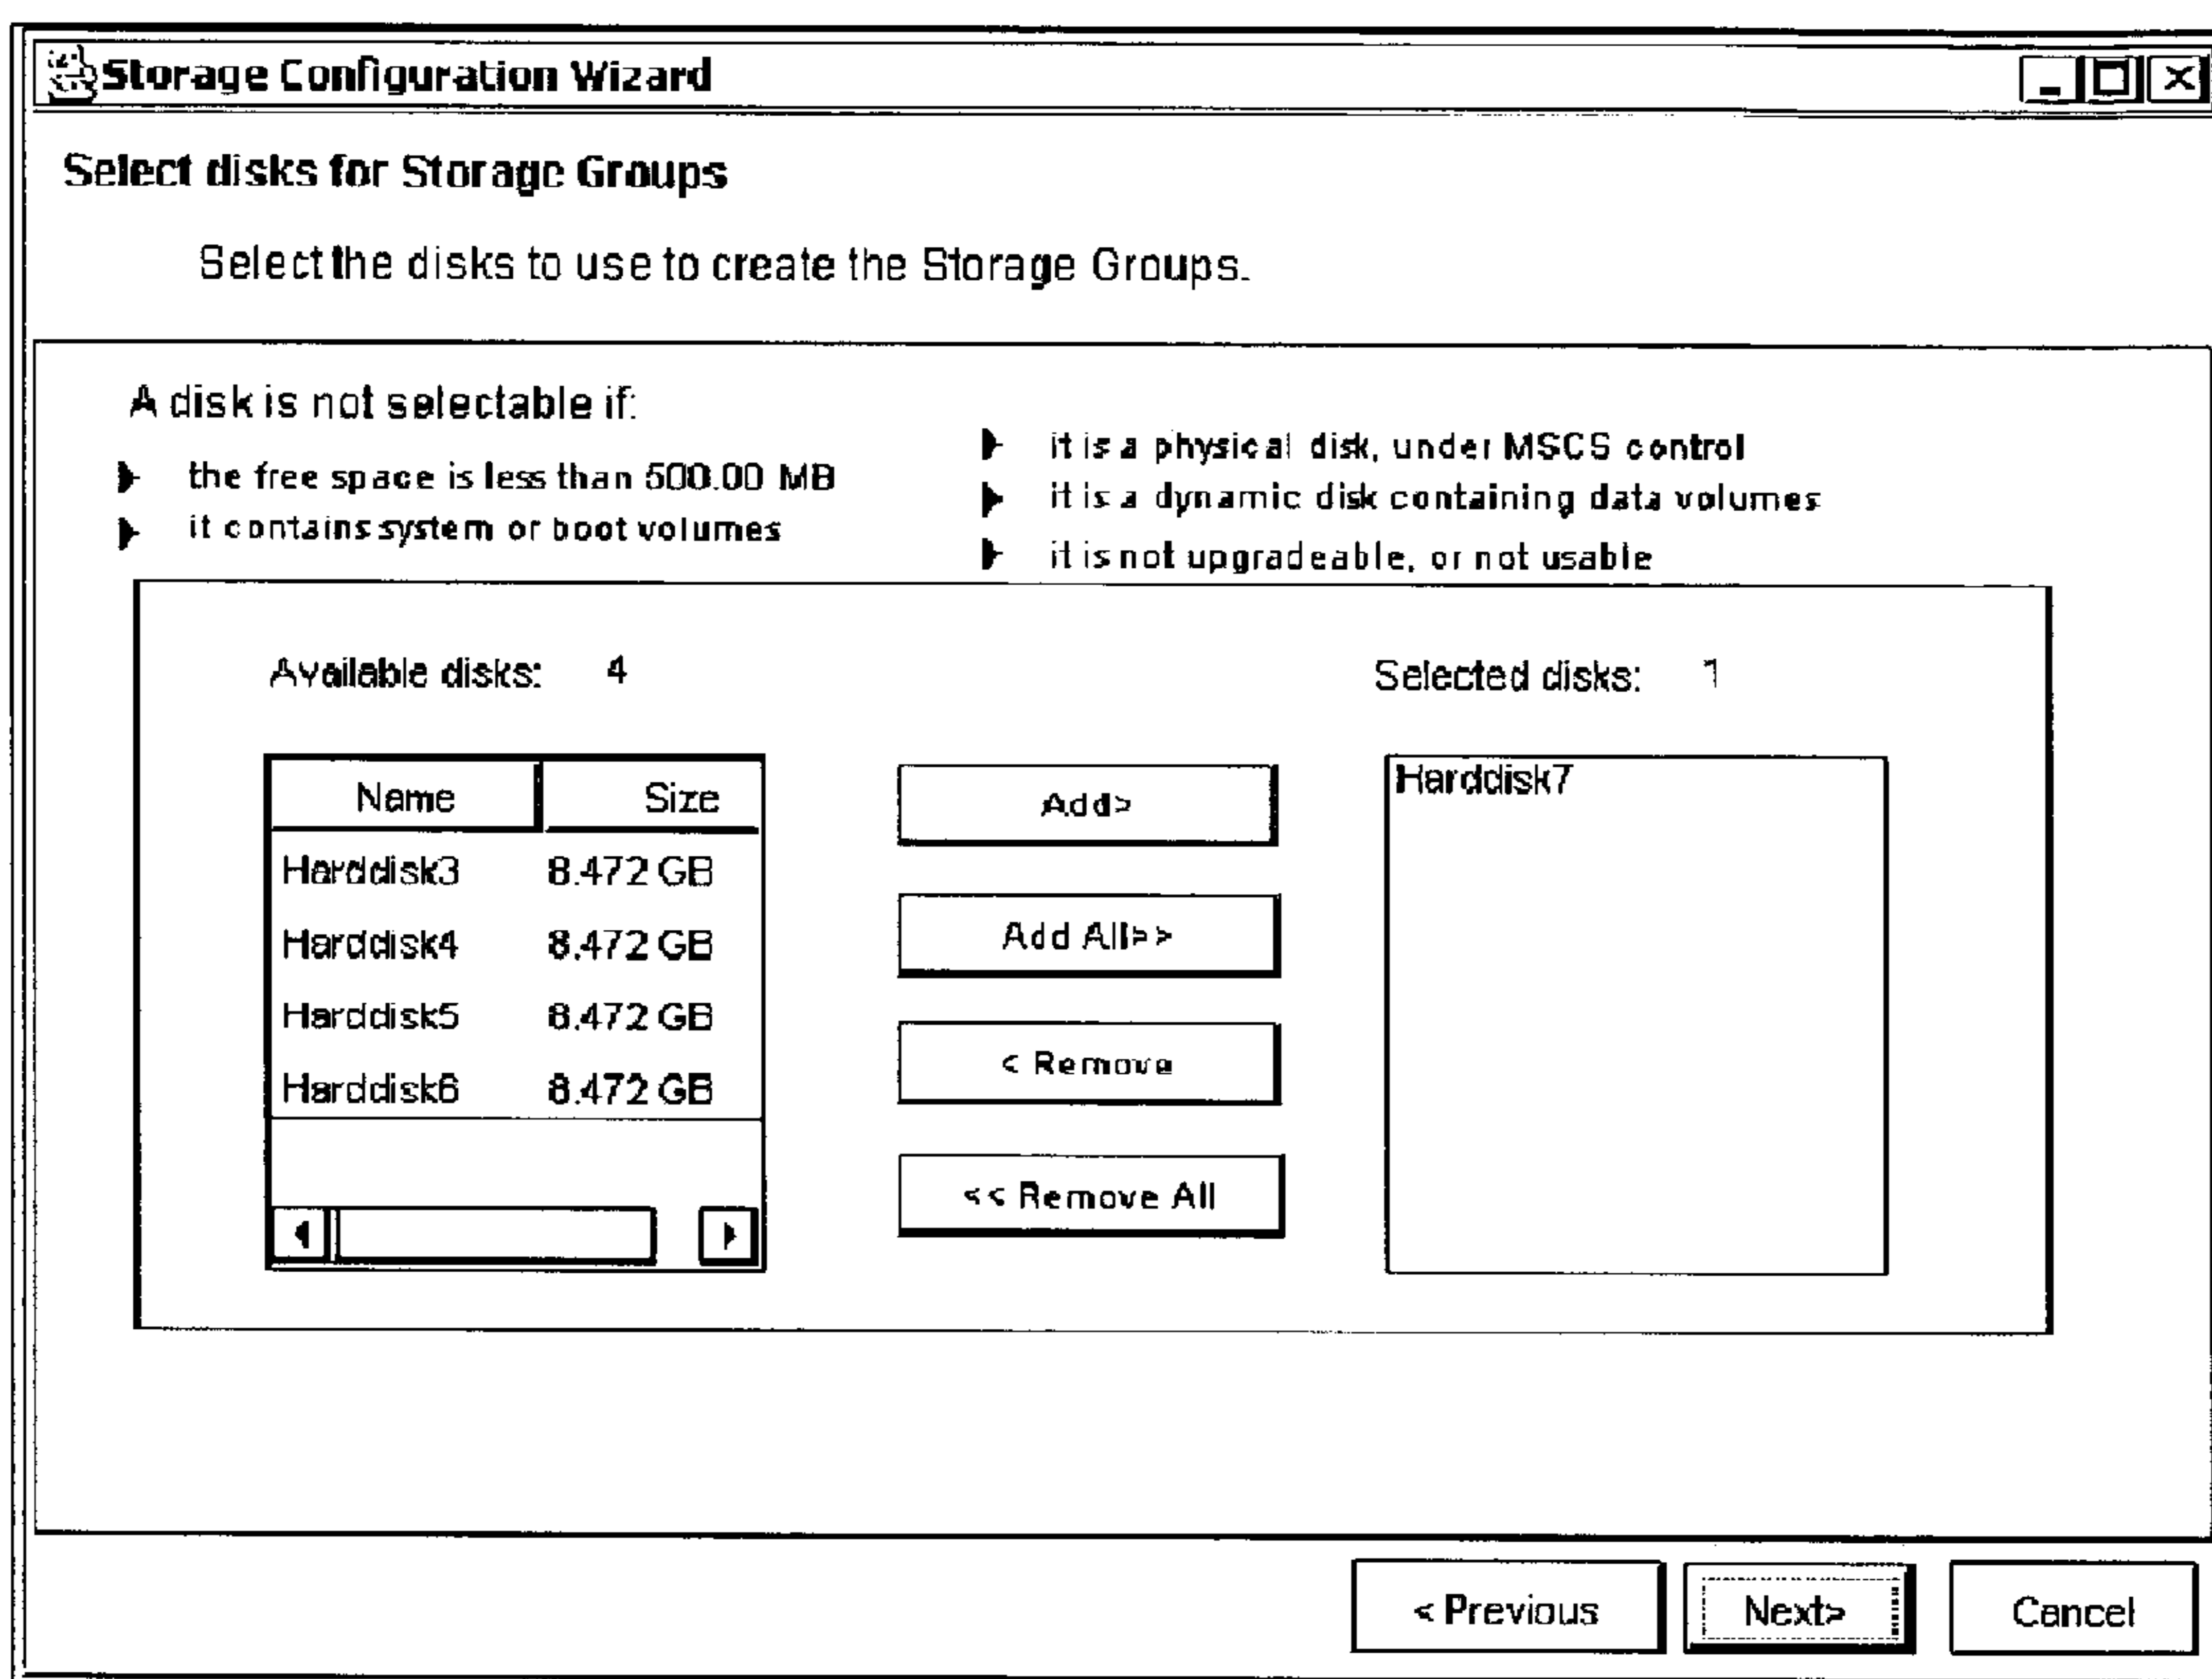 Storage Configuration Wizard
Select disks for Storage Groups
Select the disks to use to create the Storage Groups.
A disk is not selectable if:
the free space is less than 500.00 MB
it contains system or boot volumes
it is a physical disk, under MSCS control
it is a dynamic disk containing data volumes
it is not upgradeable, or not usable
Available disks: 4
Selected disks: 1
Name Size
Harddisk3 8.472 GB
Harddisk4 8.472 GB
Harddisk5 8.472 GB
Harddisk6 8.472 GB
Add>
Add All>>
< Remove
<< Remove All
Harddisk7
< Previous
Next>
Cancel